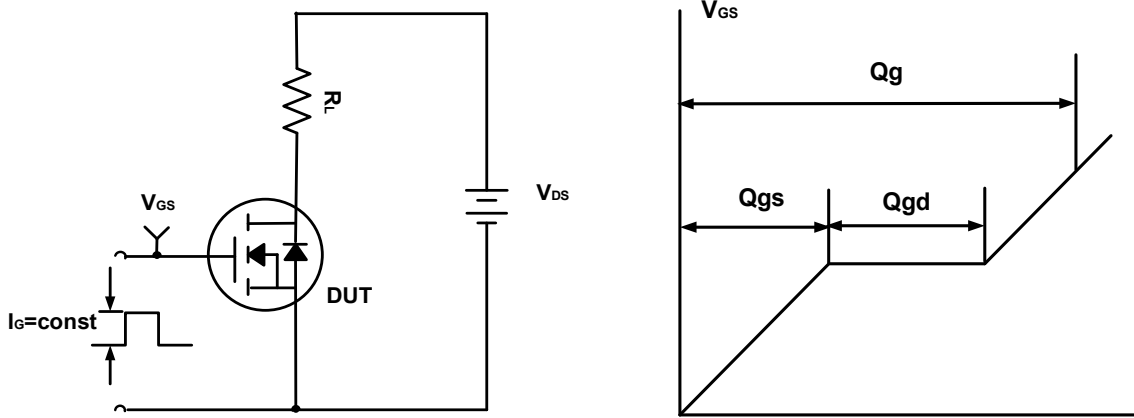 VGS
Qg
RL
VDS
VGS
Qgs
Qgd
DUT
IG=const